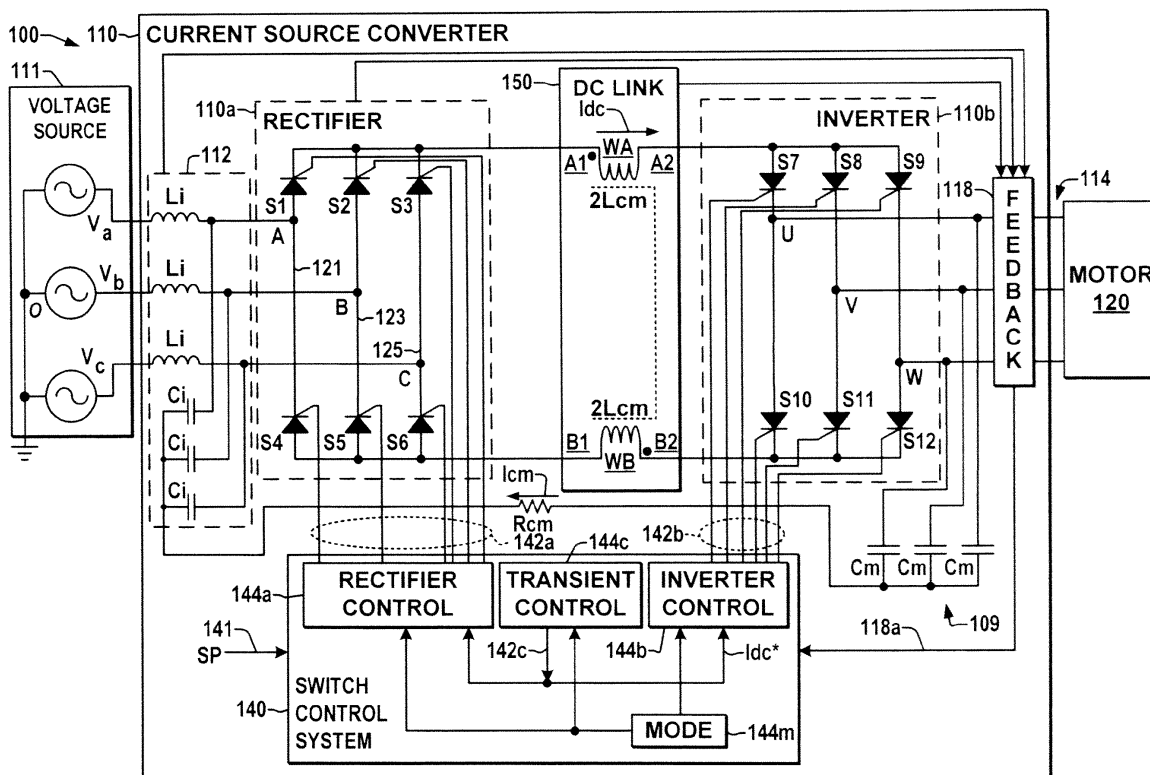 100
110
CURRENT SOURCE CONVERTER
111
VOLTAGE
SOURCE
Va
Vb
Vc
O
112
Li
Li
Li
Ci
Ci
Ci
110a
RECTIFIER
S1
S2
S3
A
121
B
123
125
C
S4
S5
S6
150
DC LINK
Idc
WA
A1
A2
2Lcm
2Lcm
B1
WB
B2
INVERTER
110b
S7
S8
S9
U
V
W
S10
S11
S12
118
FEEDBACK
114
MOTOR
120
Icm
Rcm
142a
142b
Cm
Cm
Cm
109
118a
144a
RECTIFIER
CONTROL
144c
TRANSIENT
CONTROL
INVERTER
CONTROL
142c
144b
Idc*
141
SP
140
SWITCH
CONTROL
SYSTEM
MODE
144m